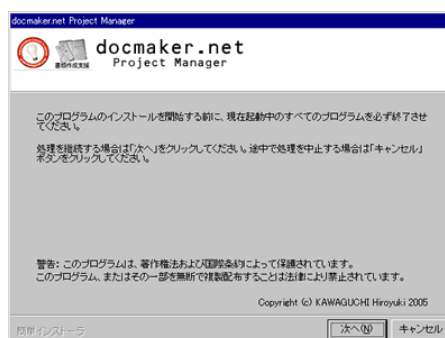 docmaker.net Project Manager
docmaker.net
Project Manager
書類作成支援
このプログラムのインストールを開始する前に、現在起動中のすべてのプログラムを必ず終了させ
てください。
処理を継続する場合は「次へ」をクリックしてください。途中で処理を中止する場合は「キャンセル」
ボタンをクリックしてください。
警告: このプログラムは、著作権法および国際条約によって保護されています。
このプログラム、またはその一部を無断で複製配布することは法律により禁止されています。
Copyright (c) KAWAGUCHI Hiroyuki 2005
簡単インストーラ
次へ(N)
キャンセル